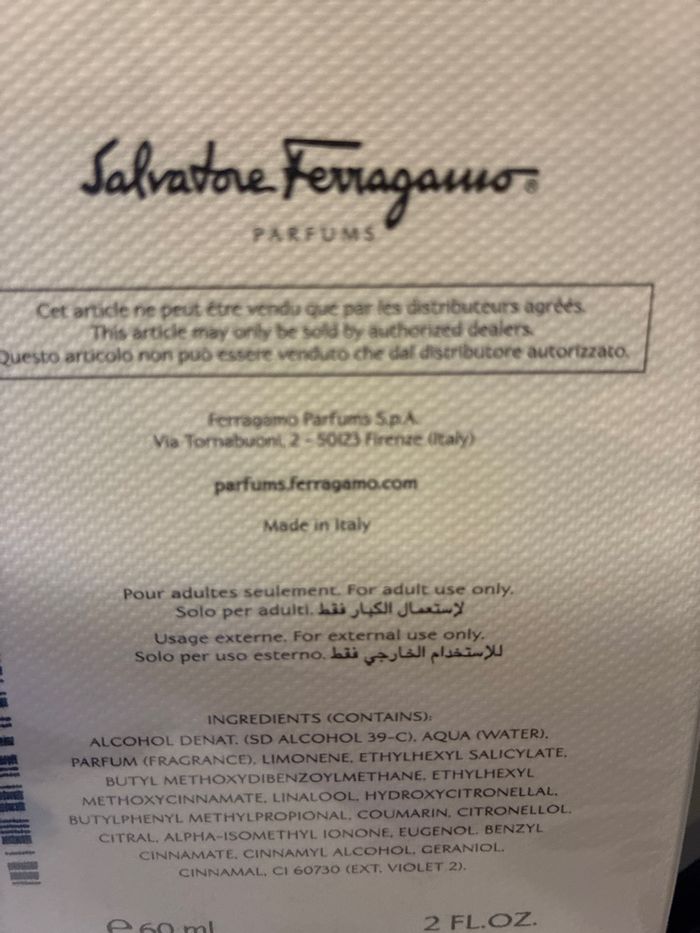 Salvatore Ferragamo®
PARFUMS
Cet article ne peut être vendu que par les distributeurs agréés.
This article may only be sold by authorized dealers.
Questo articolo non può essere venduto che dal distributore autorizzato.
Ferragamo Parfums S.p.A.
Via Tornabuoni, 2 - 50123 Firenze (Italy)
parfums.ferragamo.com
Made in Italy
Pour adultes seulement. For adult use only.
Solo per adulti. لإستعمال الكبار فقط
Usage externe. For external use only.
Solo per uso esterno. للإستخدام الخارجي فقط
INGREDIENTS (CONTAINS):
ALCOHOL DENAT. (SD ALCOHOL 39-C), AQUA (WATER),
PARFUM (FRAGRANCE), LIMONENE, ETHYLHEXYL SALICYLATE,
BUTYL METHOXYDIBENZOYLMETHANE, ETHYLHEXYL
METHOXYCINNAMATE, LINALOOL, HYDROXYCITRONELLAL,
BUTYLPHENYL METHYLPROPIONAL, COUMARIN, CITRONELLOL,
CITRAL, ALPHA-ISOMETHYL IONONE, EUGENOL, BENZYL
CINNAMATE, CINNAMYL ALCOHOL, GERANIOL,
CINNAMAL, CI 60730 (EXT. VIOLET 2).
℮ 60 ml 2 FL.OZ.